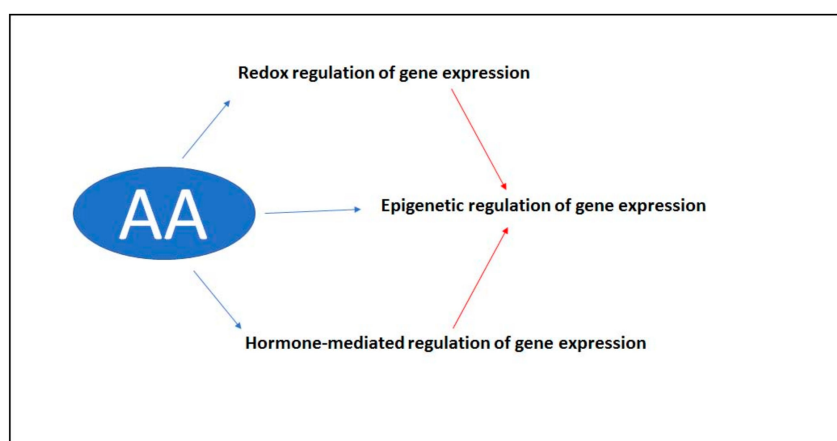 Redox regulation of gene expression
AA
Epigenetic regulation of gene expression
Hormone-mediated regulation of gene expression